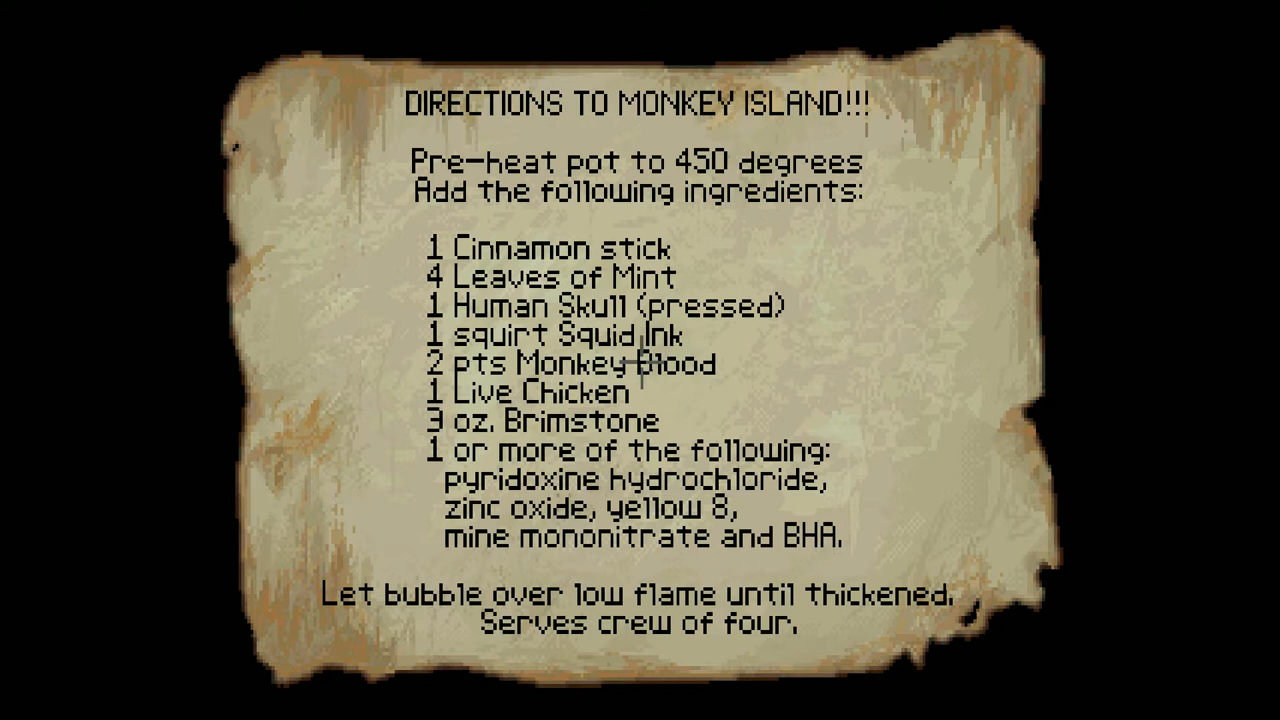 DIRECTIONS TO MONKEY ISLAND!!!
Pre-heat pot to 450 degrees
Add the following ingredients:
1 Cinnamon stick
4 Leaves of Mint
1 Human Skull (pressed)
1 squirt Squid Ink
2 pts Monkey Blood
1 Live Chicken
3 oz. Brimstone
1 or more of the following:
pyridoxine hydrochloride,
zinc oxide, yellow 8,
mine mononitrate and BHA.
Let bubble over low flame until thickened.
Serves crew of four.